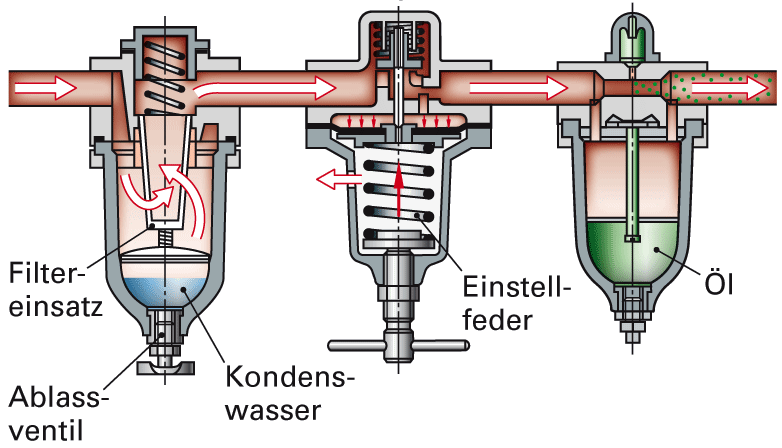 Filter-
einsatz
Ablass-
ventil
Kondens-
wasser
Einstell-
feder
Öl